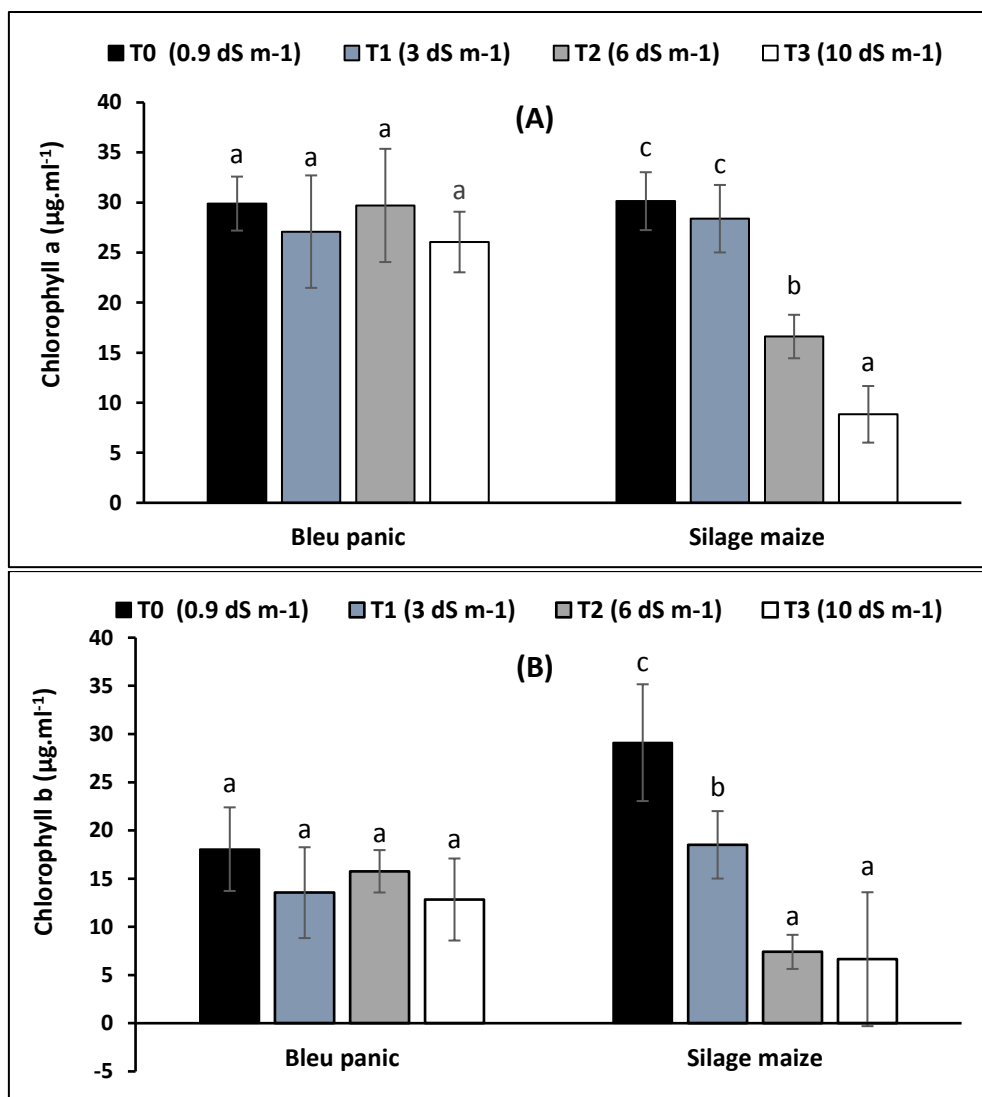 T0 (0.9 dS m-1) T1 (3 dS m-1) T2 (6 dS m-1) T3 (10 dS m-1)
(A)
Chlorophyll a (µg.ml⁻¹)
40
35
30
25
20
15
10
5
0
a a a a c c b a
Bleu panic Silage maize
T0 (0.9 dS m-1) T1 (3 dS m-1) T2 (6 dS m-1) T3 (10 dS m-1)
(B)
Chlorophyll b (µg.ml⁻¹)
40
35
30
25
20
15
10
5
0
-5
a a a a c b a a
Bleu panic Silage maize